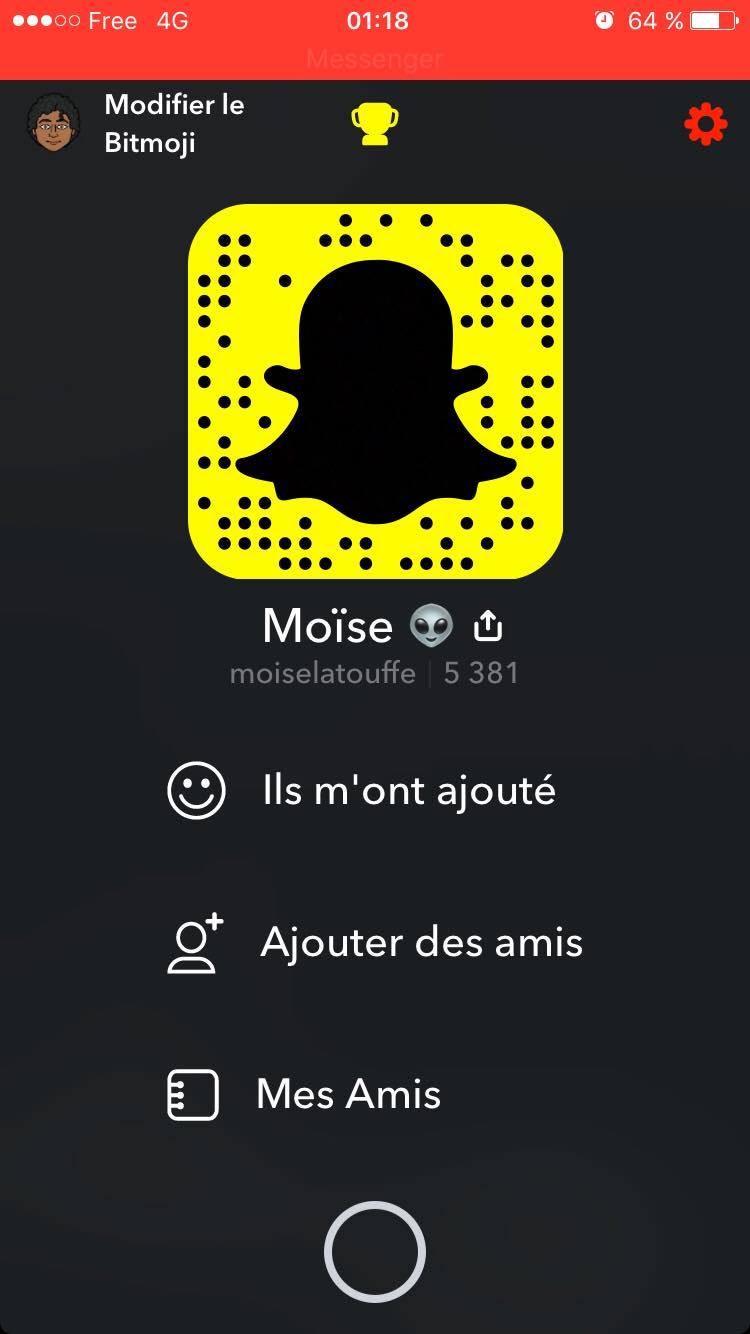 Free 4G 01:18 64 %
Messenger
Modifier le
Bitmoji
Moïse 👽
moiselatouffe | 5 381
Ils m'ont ajouté
Ajouter des amis
Mes Amis